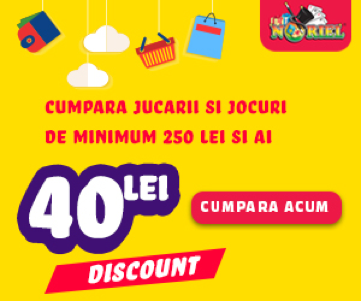 NORIEL
CUMPARA JUCARII SI JOCURI
DE MINIMUM 250 LEI SI AI
40 LEI
CUMPARA ACUM
DISCOUNT